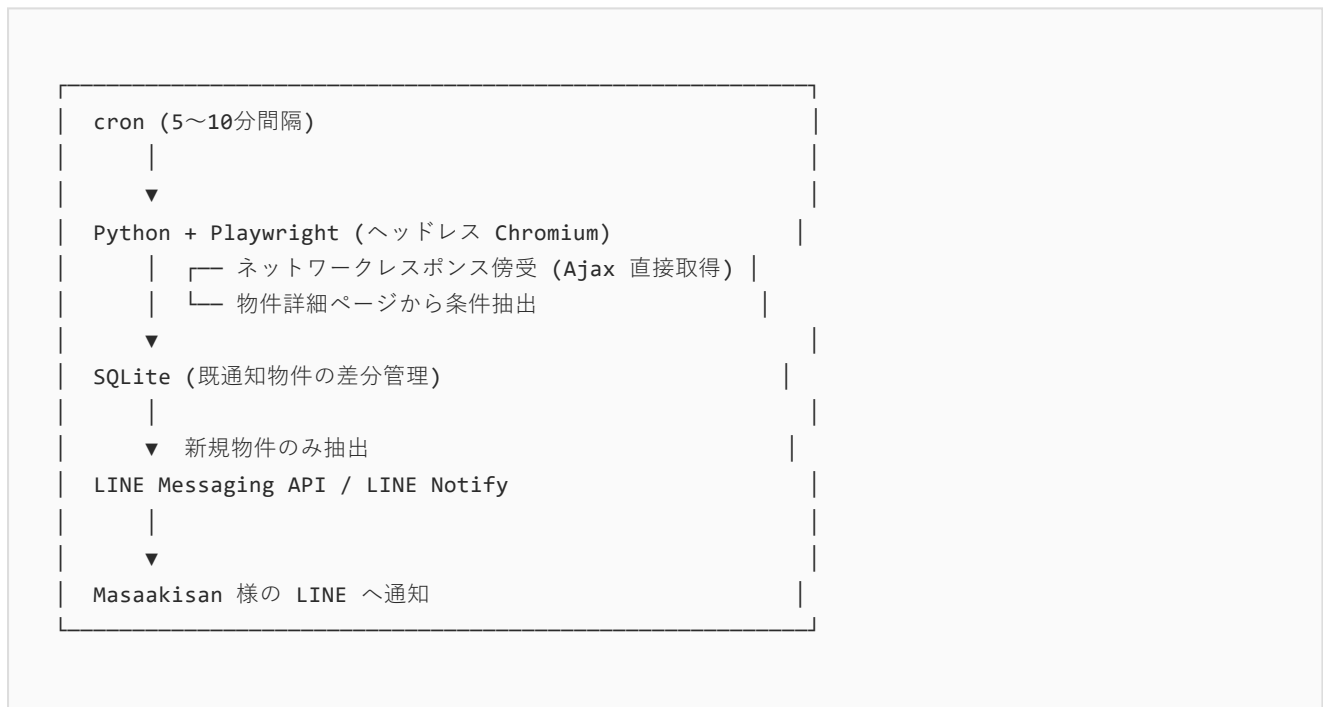 cron (5～10分間隔)
Python + Playwright (ヘッドレス Chromium)
ネットワークレスポンス傍受 (Ajax 直接取得)
物件詳細ページから条件抽出
SQLite (既通知物件の差分管理)
新規物件のみ抽出
LINE Messaging API / LINE Notify
Masaakisan 様の LINE へ通知